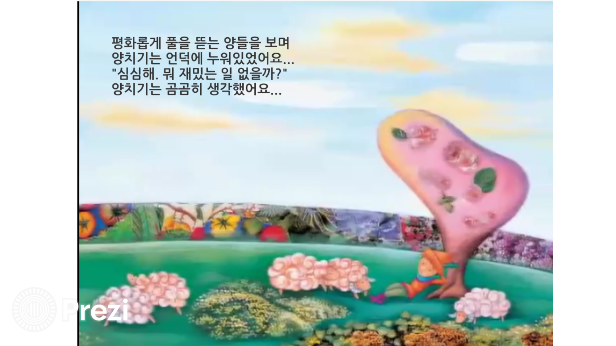 평화롭게 풀을 뜯는 양들을 보며
양치기는 언덕에 누워있었어요...
"심심해. 뭐 재밌는 일 없을까?"
양치기는 곰곰히 생각했어요...
Prezi